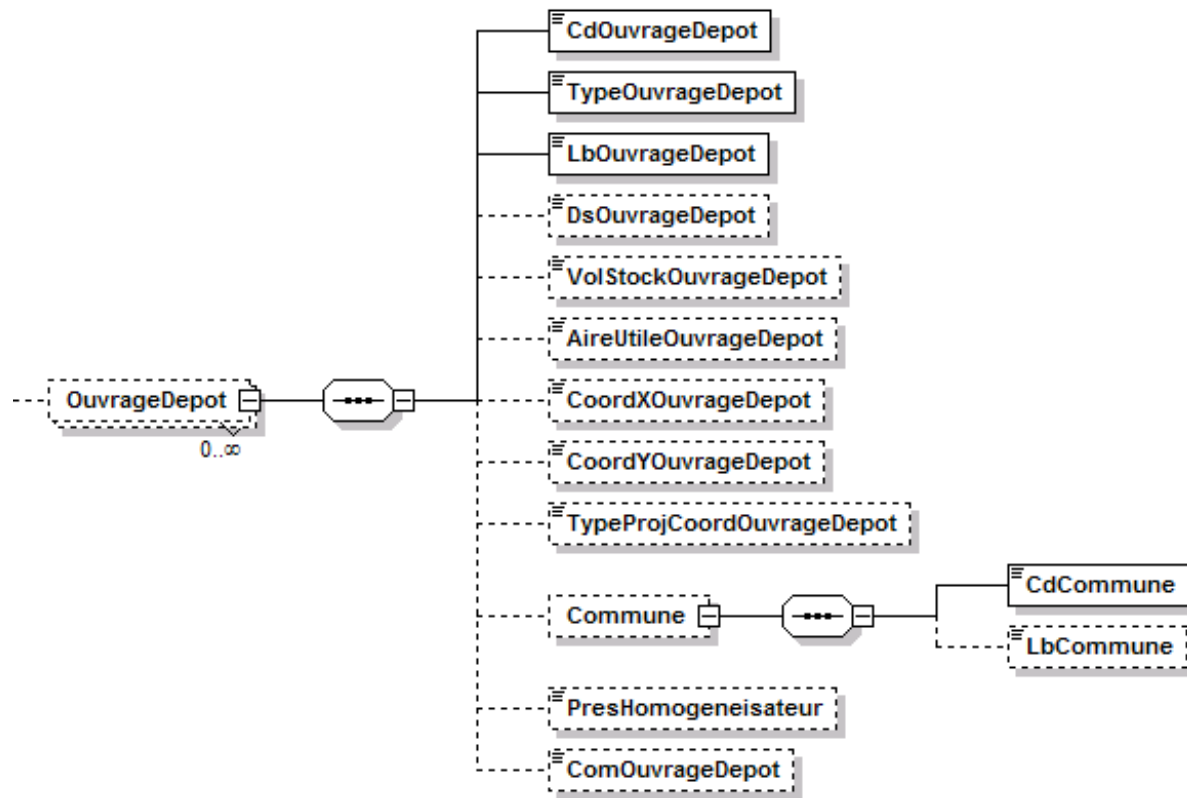 CdOuvrageDepot
TypeOuvrageDepot
LbOuvrageDepot
DsOuvrageDepot
VolStockOuvrageDepot
AireUtileOuvrageDepot
OuvrageDepot
0..∞
CoordXOuvrageDepot
CoordYOuvrageDepot
TypeProjCoordOuvrageDepot
Commune
CdCommune
LbCommune
PresHomogeneisateur
ComOuvrageDepot